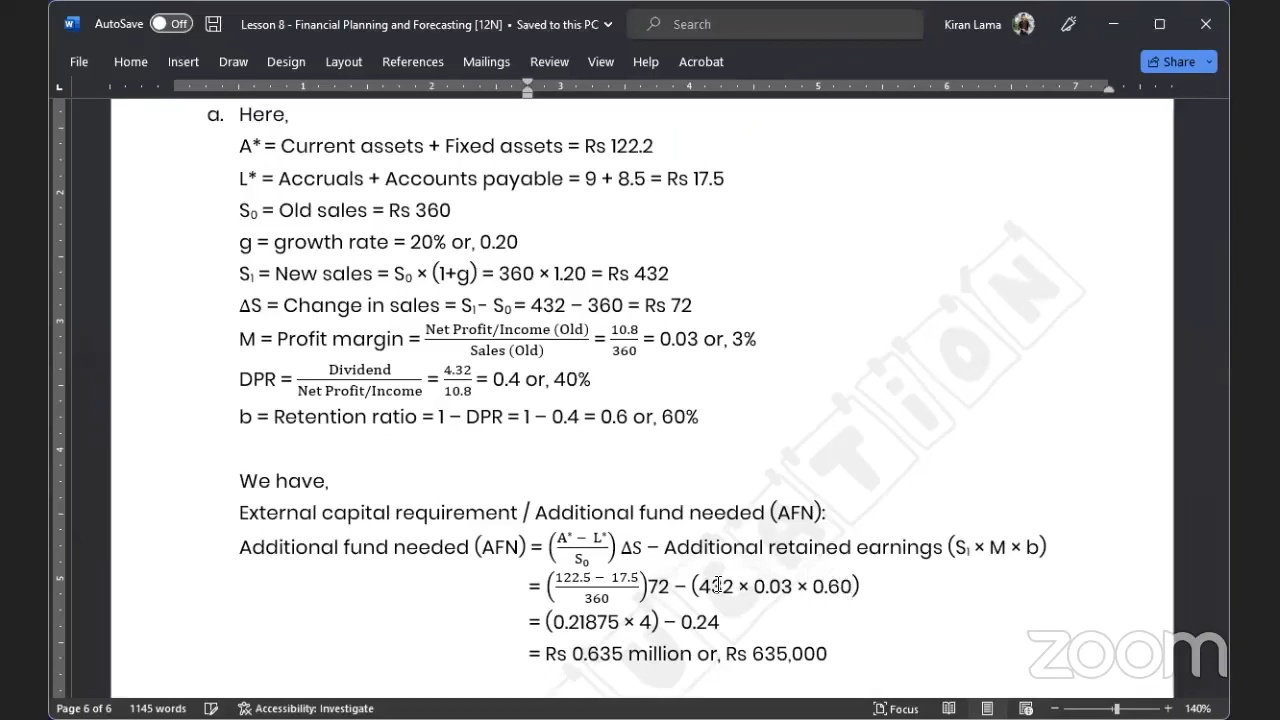 AutoSave Off Lesson 8 - Financial Planning and Forecasting [12N] • Saved to this PC Search Kiran Lama
File Home Insert Draw Design Layout References Mailings Review View Help Acrobat Share
1 2 3 4 5 6 7
a. Here,
A* = Current assets + Fixed assets = Rs 122.2
L* = Accruals + Accounts payable = 9 + 8.5 = Rs 17.5
S₀ = Old sales = Rs 360
g = growth rate = 20% or, 0.20
S₁ = New sales = S₀ × (1+g) = 360 × 1.20 = Rs 432
ΔS = Change in sales = S₁- S₀ = 432 – 360 = Rs 72
M = Profit margin = Net Profit/Income (Old) / Sales (Old) = 10.8 / 360 = 0.03 or, 3%
DPR = Dividend / Net Profit/Income = 4.32 / 10.8 = 0.4 or, 40%
b = Retention ratio = 1 – DPR = 1 – 0.4 = 0.6 or, 60%
We have,
External capital requirement / Additional fund needed (AFN):
Additional fund needed (AFN) = (A* − L* / S₀) ΔS – Additional retained earnings (S₁ × M × b)
= (122.5 − 17.5 / 360)72 – (432 × 0.03 × 0.60)
= (0.21875 × 4) – 0.24
= Rs 0.635 million or, Rs 635,000
zoom
Page 6 of 6 1145 words Accessibility: Investigate Focus 140%